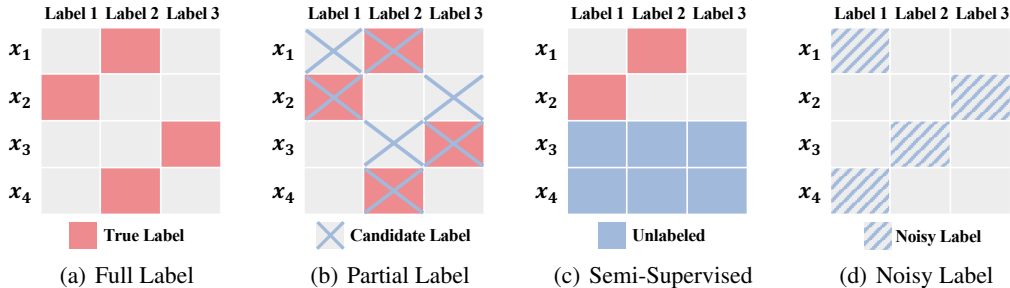 Label 1 Label 2 Label 3
x1
x2
x3
x4
True Label
(a) Full Label
Label 1 Label 2 Label 3
x1
x2
x3
x4
Candidate Label
(b) Partial Label
Label 1 Label 2 Label 3
x1
x2
x3
x4
Unlabeled
(c) Semi-Supervised
Label 1 Label 2 Label 3
x1
x2
x3
x4
Noisy Label
(d) Noisy Label